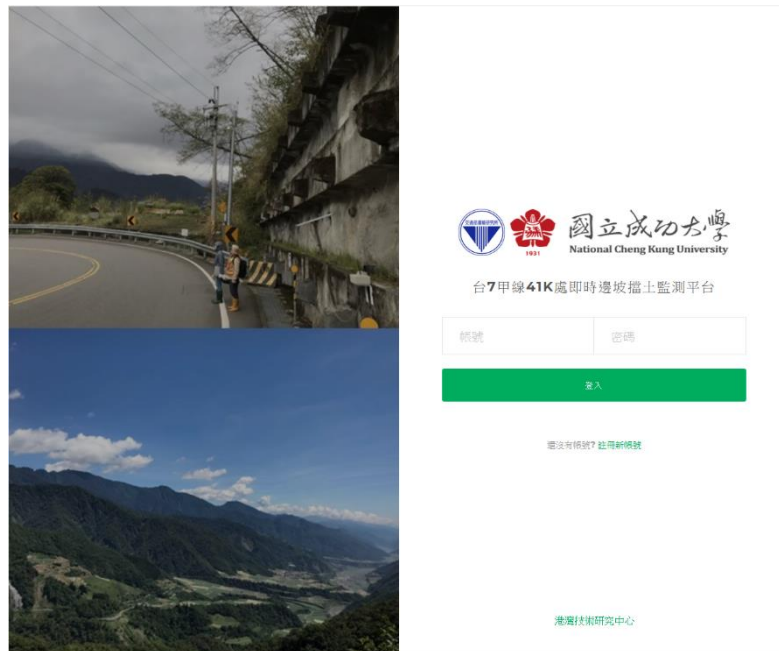 1931
國立成功大學
National Cheng Kung University
台7甲線41K處即時邊坡擋土監測平台
帳號
密碼
登入
還沒有帳號? 註冊新帳號
港灣技術研究中心